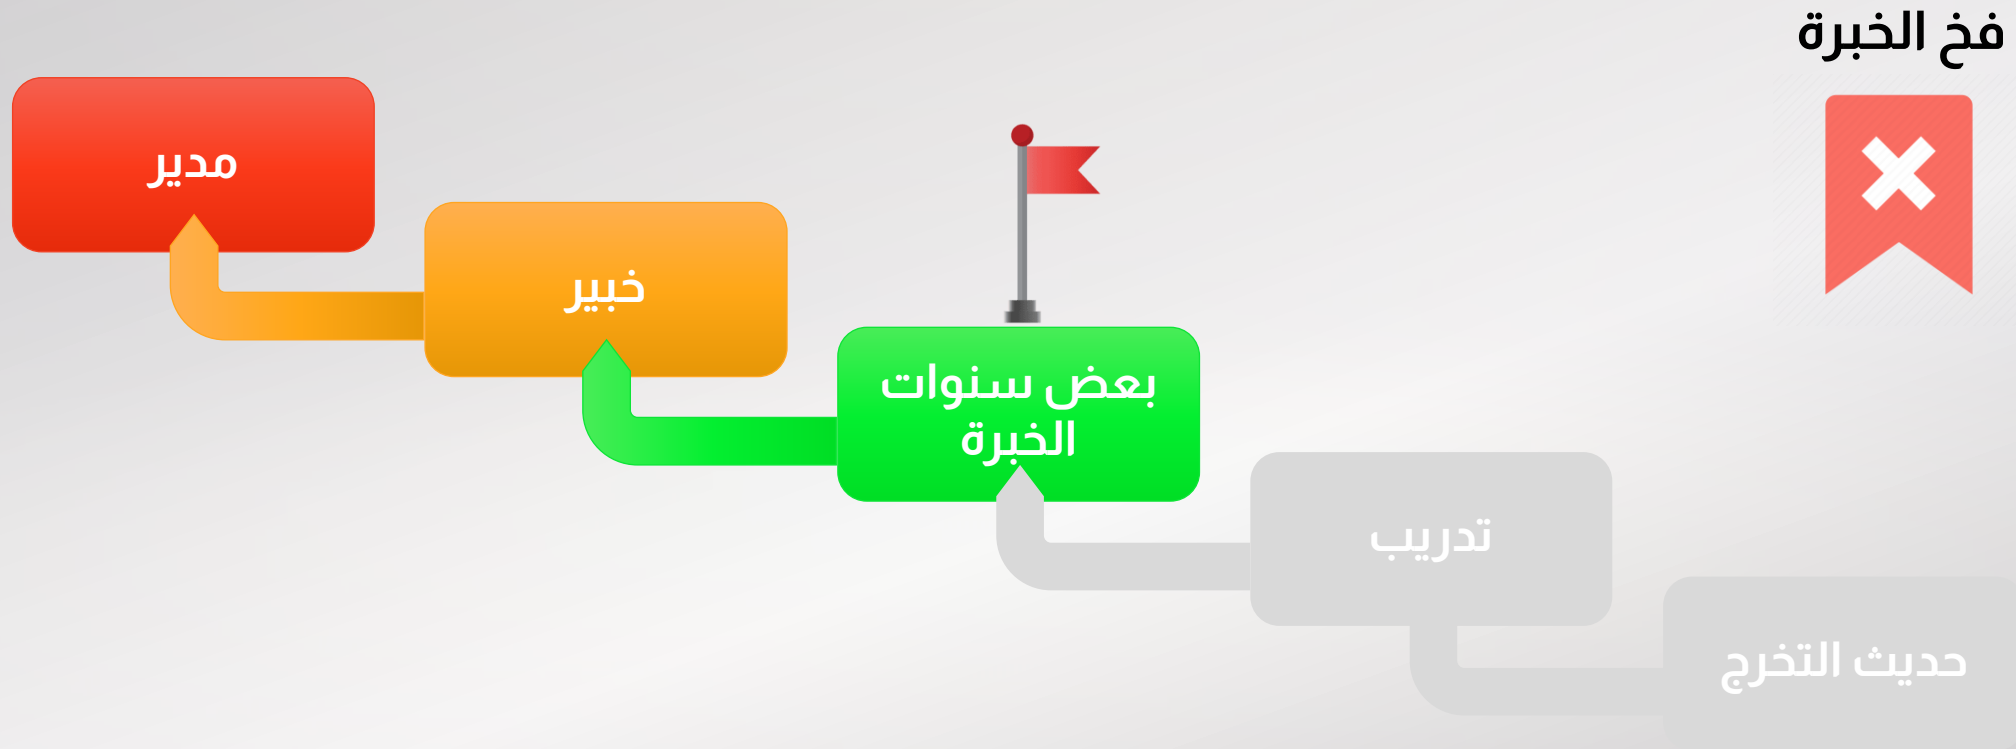 فخ الخبرة
مدير
خبير
بعض سنوات
الخبرة
تدريب
حديث التخرج